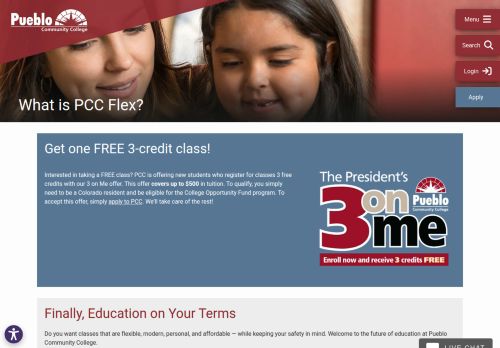 Pueblo
Community College
Menu
Search
Login
Apply
What is PCC Flex?
Get one FREE 3-credit class!
Interested in taking a FREE class? PCC is offering new students who register for classes 3 free
credits with our 3 on Me offer. This offer covers up to $500 in tuition. To qualify, you simply
need to be a Colorado resident and be eligible for the College Opportunity Fund program. To
accept this offer, simply apply to PCC. We'll take care of the rest!
The President's
3 on me
Pueblo
Community College
Enroll now and receive 3 credits FREE
Finally, Education on Your Terms
Do you want classes that are flexible, modern, personal, and affordable — while keeping your safety in mind. Welcome to the future of education at Pueblo
Community College.
LIVE CHAT